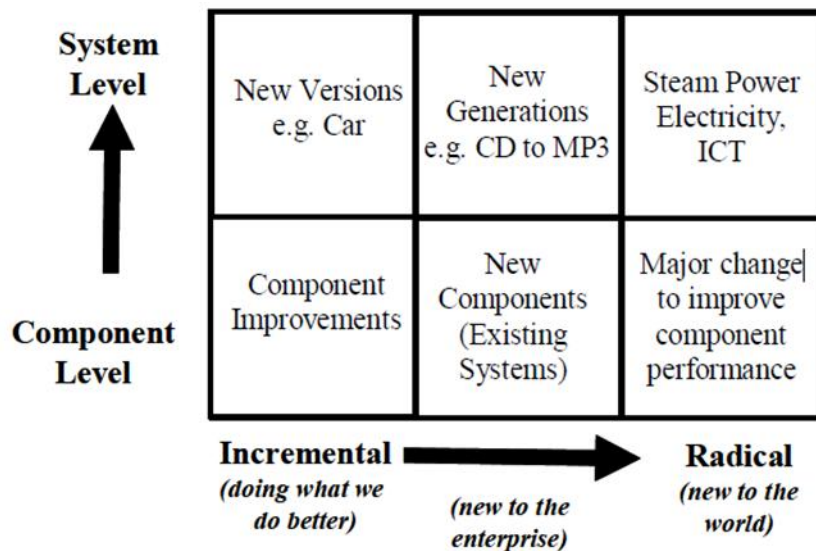 System
Level
New Versions
e.g. Car
New
Generations
e.g. CD to MP3
Steam Power
Electricity,
ICT
Component
Level
Component
Improvements
New
Components
(Existing
Systems)
Major change
to improve
component
performance
Incremental
(doing what we
do better)
(new to the
enterprise)
Radical
(new to the
world)